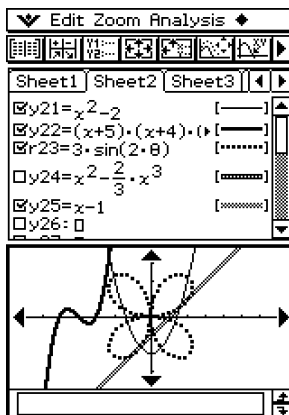 Edit Zoom Analysis
Sheet1 Sheet2 Sheet3
y21=x²-2
y22=(x+5)·(x+4)·(
r23=3·sin(2·θ)
y24=x²-2/3·x³
y25=x-1
y26: